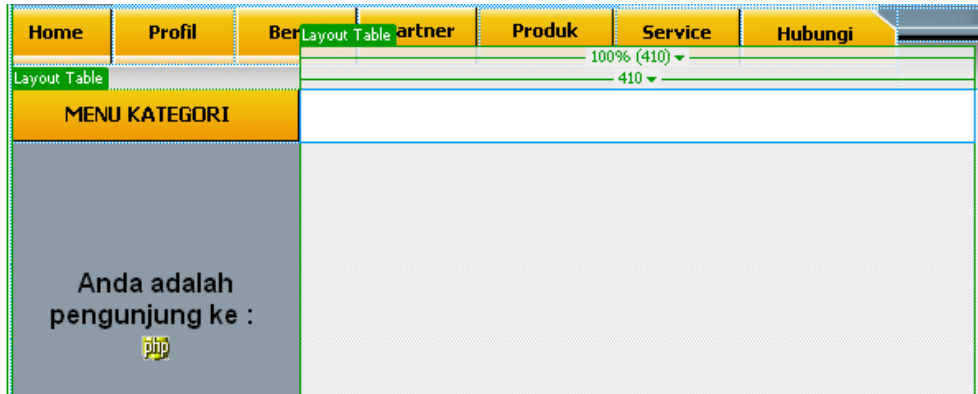 Home Profil Ber artner Produk Service Hubungi
Layout Table
100% (410)
Layout Table
410
MENU KATEGORI
Anda adalah
pengunjung ke :
php